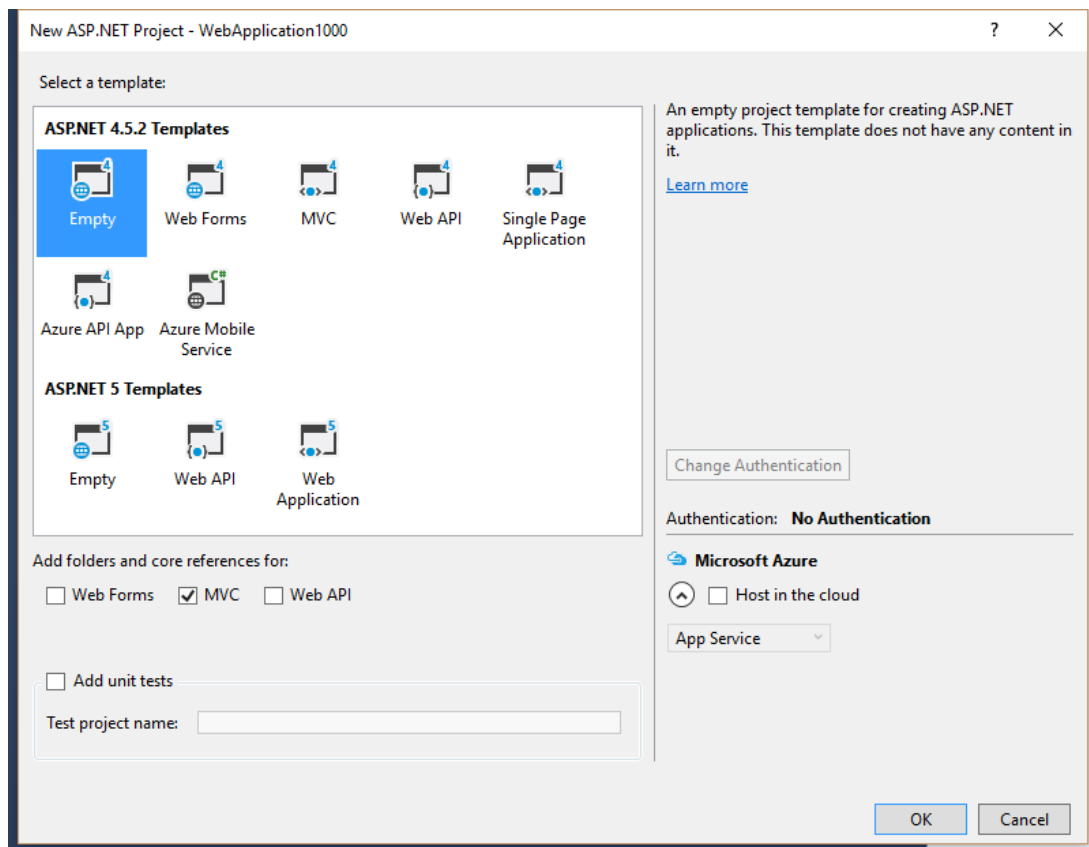 New ASP.NET Project - WebApplication1000
?
Select a template:
ASP.NET 4.5.2 Templates
4
Empty
4
Web Forms
4
MVC
4
Web API
4
Single Page
Application
4
Azure API App
C#
Azure Mobile
Service
ASP.NET 5 Templates
5
Empty
5
Web API
5
Web
Application
An empty project template for creating ASP.NET
applications. This template does not have any content in
it.
Learn more
Change Authentication
Authentication: No Authentication
Microsoft Azure
Host in the cloud
App Service
Add folders and core references for:
Web Forms
MVC
Web API
Add unit tests
Test project name:
OK
Cancel